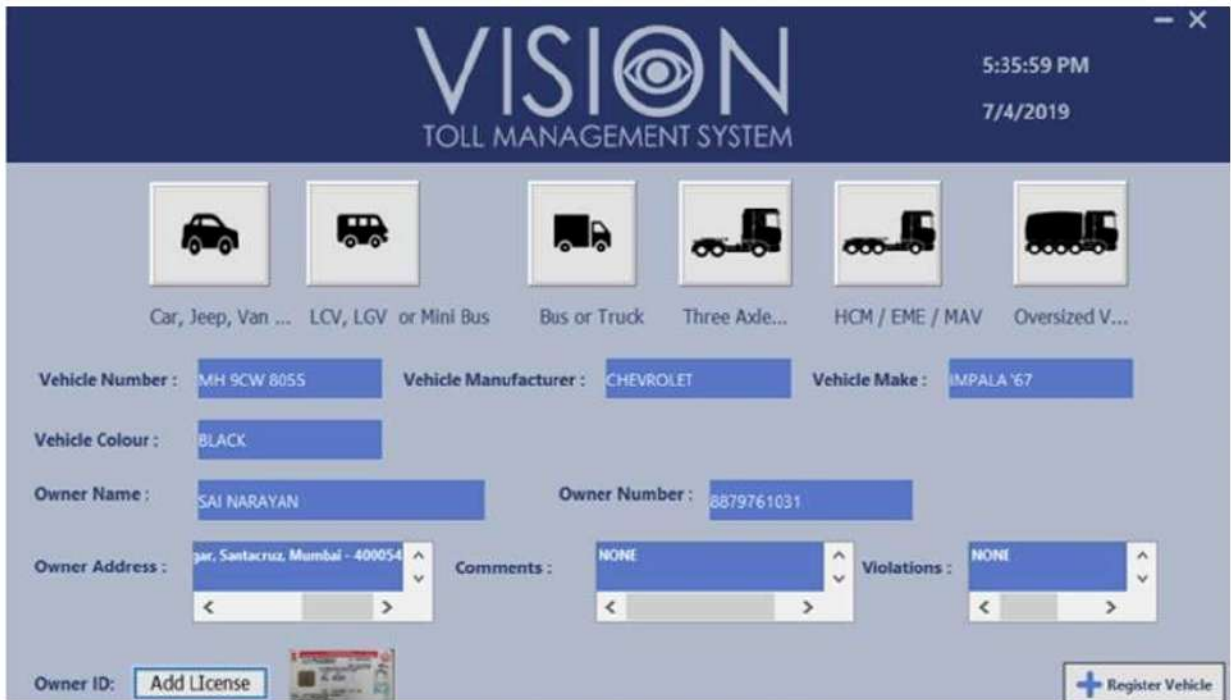 VISION
TOLL MANAGEMENT SYSTEM
5:35:59 PM
7/4/2019
Car, Jeep, Van ... LCV, LGV or Mini Bus Bus or Truck Three Axle... HCM / EME / MAV Oversized V...
Vehicle Number : MH 9CW 8055 Vehicle Manufacturer : CHEVROLET Vehicle Make : IMPALA '67
Vehicle Colour : BLACK
Owner Name : SAI NARAYAN Owner Number : 8879761031
Owner Address : gar, Santacruz, Mumbai - 400054 Comments : NONE Violations : NONE
Owner ID: Add LIcense Register Vehicle